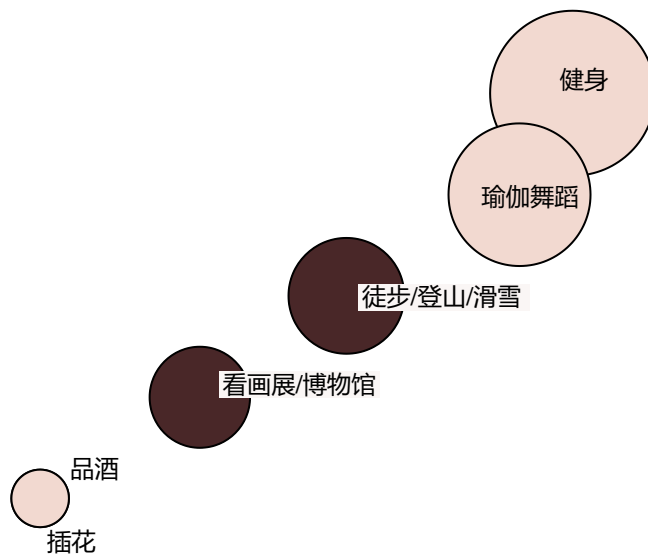 健身
瑜伽舞蹈
徒步/登山/滑雪
看画展/博物馆
品酒
插花